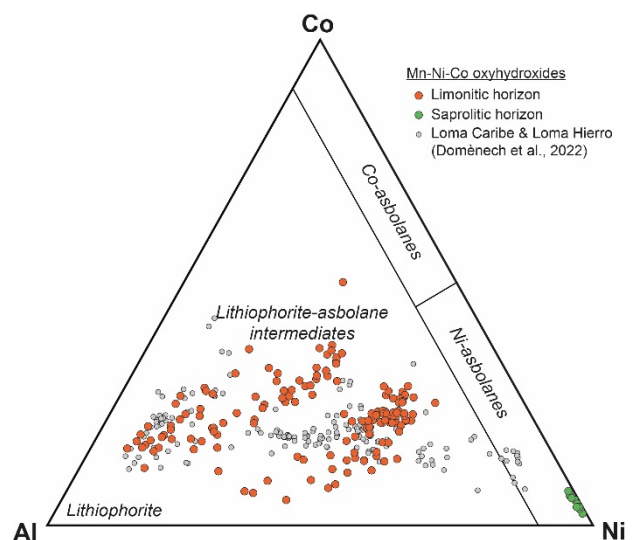 Co
Mn-Ni-Co oxyhydroxides
Limonitic horizon
Saprolitic horizon
Loma Caribe & Loma Hierro
(Domènech et al., 2022)
Co-asbolanes
Lithiophorite-asbolane
intermediates
Ni-asbolanes
Lithiophorite
Al
Ni